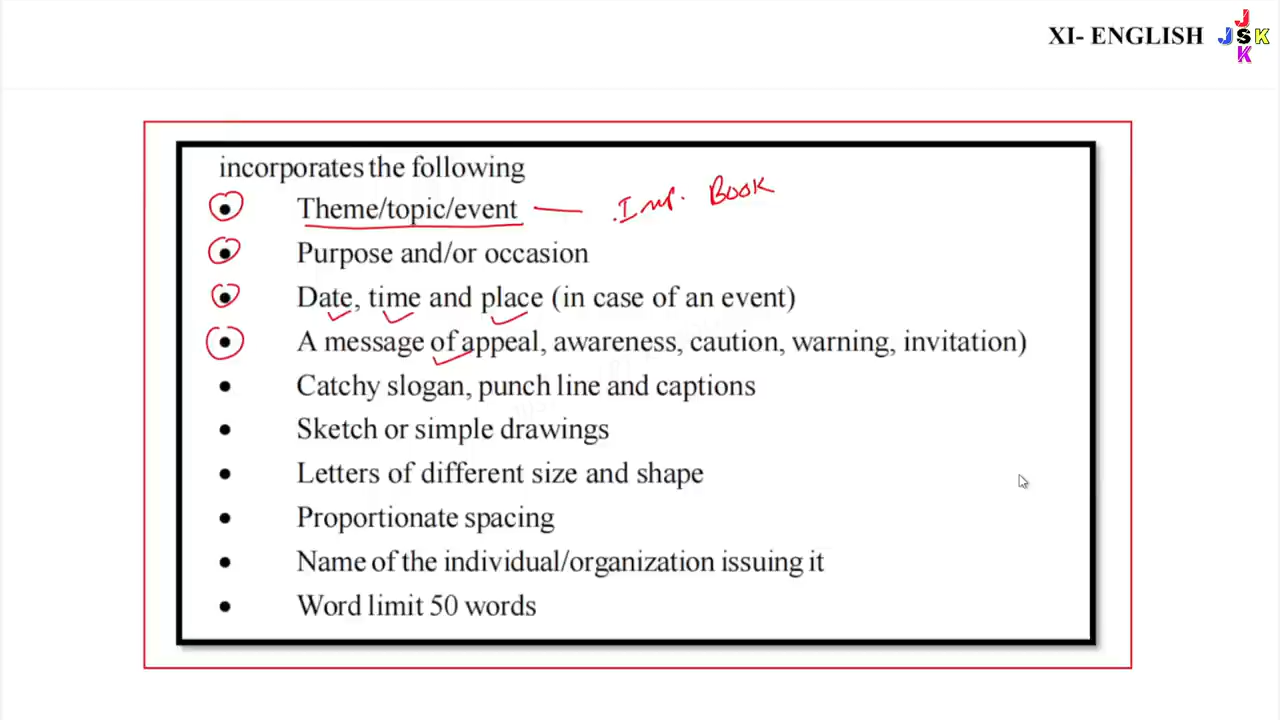 XI- ENGLISH
J
JSK
K
incorporates the following
• Theme/topic/event — Imp. Book
• Purpose and/or occasion
• Date, time and place (in case of an event)
• A message of appeal, awareness, caution, warning, invitation)
• Catchy slogan, punch line and captions
• Sketch or simple drawings
• Letters of different size and shape
• Proportionate spacing
• Name of the individual/organization issuing it
• Word limit 50 words